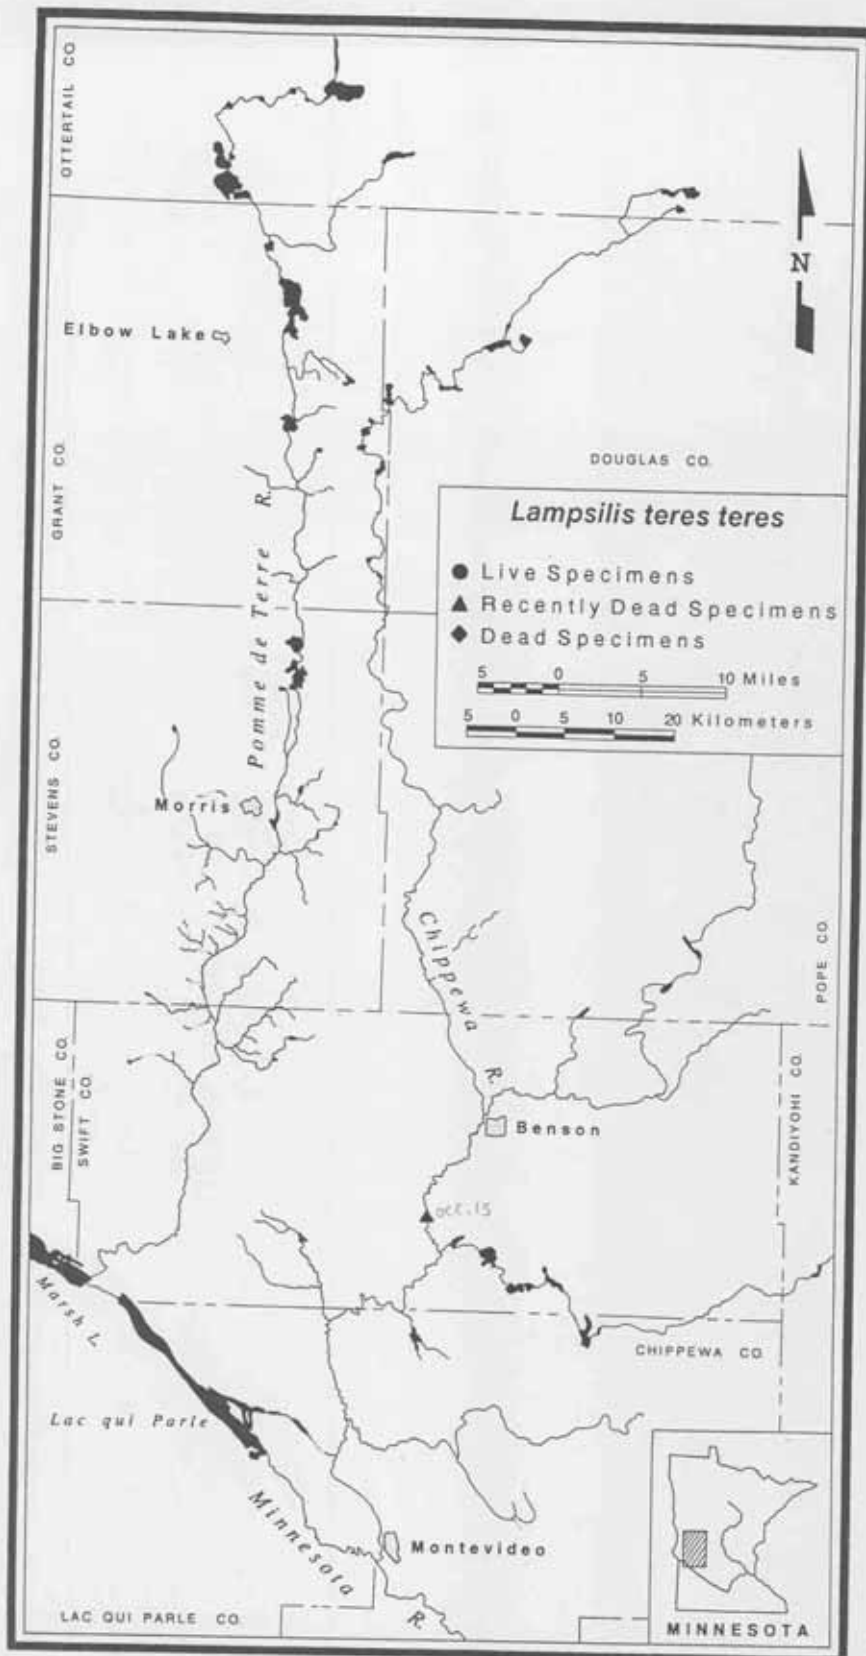 OTTERTAIL CO.
N
Elbow Lake
GRANT CO.
DOUGLAS CO.
Lampsilis teres teres
Live Specimens
Recently Dead Specimens
Dead Specimens
5 0 5 10 Miles
5 0 5 10 20 Kilometers
Pomme de Terre R.
STEVENS CO.
Morris
Chippewa R.
POPE CO.
BIG STONE CO.
SWIFT CO.
KANDIYOHI CO.
Benson
occ.15
Marsh L.
CHIPPEWA CO.
Lac qui Parle
Minnesota R.
Montevideo
LAC QUI PARLE CO.
MINNESOTA